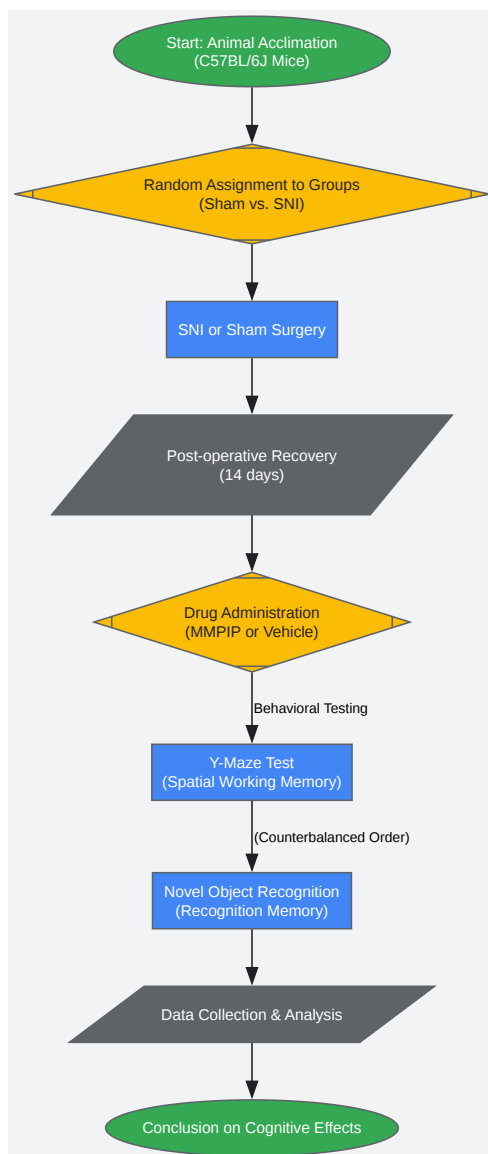 Start: Animal Acclimation
(C57BL/6J Mice)
Random Assignment to Groups
(Sham vs. SNI)
SNI or Sham Surgery
Post-operative Recovery
(14 days)
Drug Administration
(MMPIP or Vehicle)
Behavioral Testing
Y-Maze Test
(Spatial Working Memory)
(Counterbalanced Order)
Novel Object Recognition
(Recognition Memory)
Data Collection & Analysis
Conclusion on Cognitive Effects